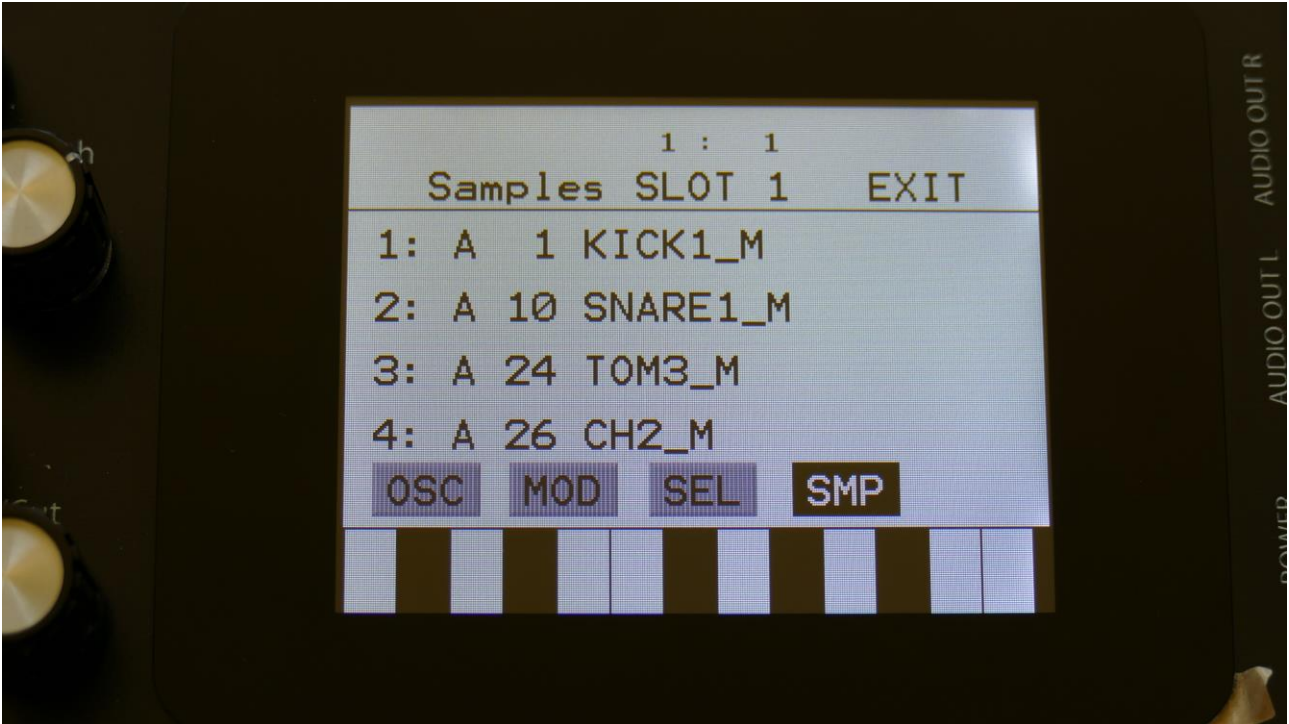 1 : 1
Samples SLOT 1 EXIT
1: A 1 KICK1_M
2: A 10 SNARE1_M
3: A 24 TOM3_M
4: A 26 CH2_M
OSC MOD SEL SMP
AUDIO OUT R
AUDIO OUT L
POWER